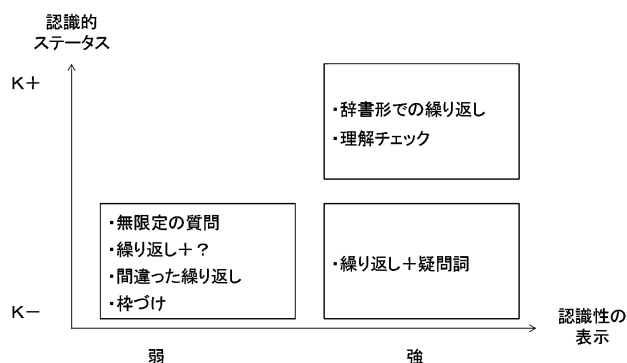 認識的
ステータス
K+
・辞書形での繰り返し
・理解チェック
・無限定の質問
・繰り返し+?
・間違った繰り返し
・枠づけ
・繰り返し+疑問詞
K-
認識性の
表示
弱
強